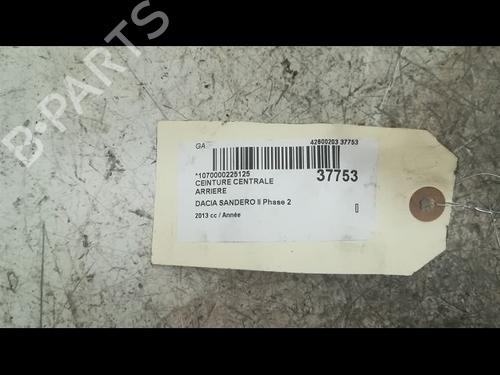 B-PARTS
GA
42600203 37753
*1070000225125
37753
CEINTURE CENTRALE
ARRIERE
DACIA SANDERO II Phase 2
2013 cc / Année